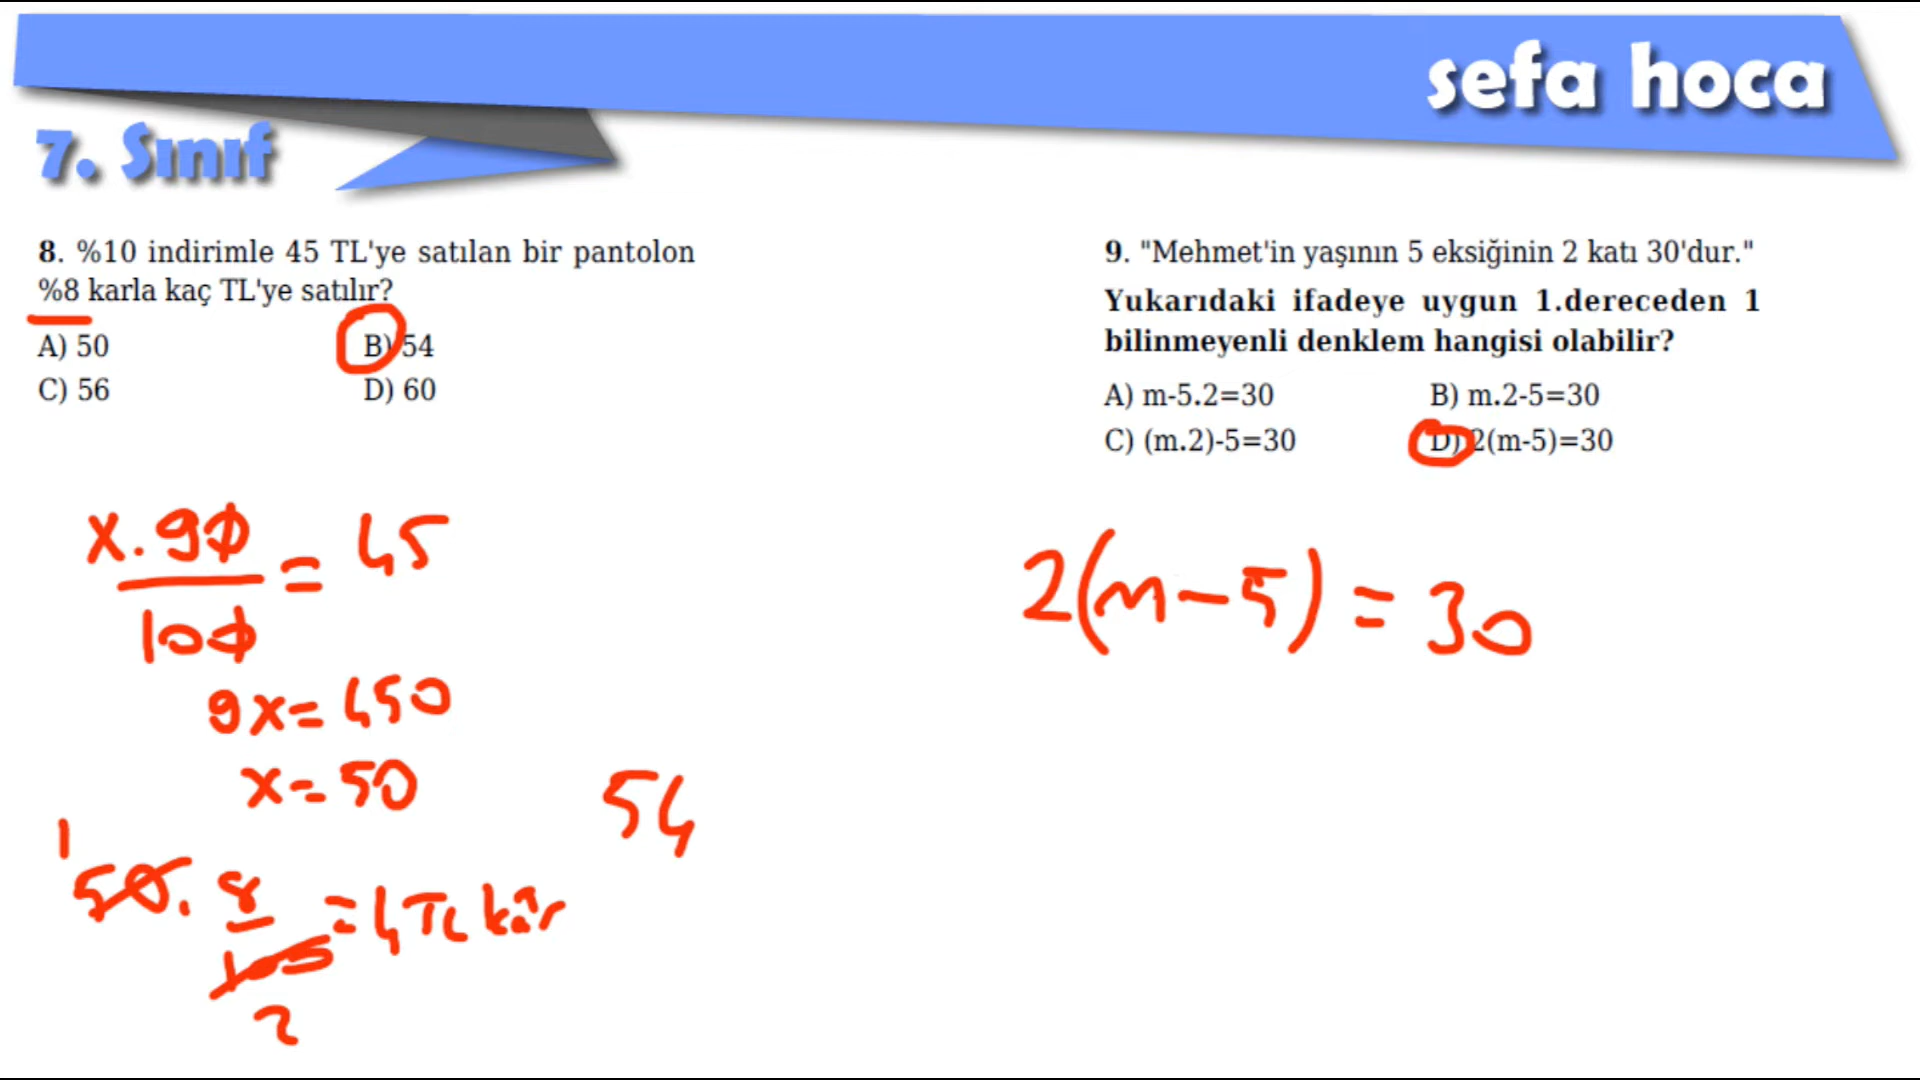 sefa hoca
7. Sınıf
8. %10 indirimle 45 TL'ye satılan bir pantolon
%8 karla kaç TL'ye satılır?
A) 50 B) 54
C) 56 D) 60
x.90/100 = 45
9x=450
x=50
54
1
50. 8/100 =4TL kâr
2
9. "Mehmet'in yaşının 5 eksiğinin 2 katı 30'dur."
Yukarıdaki ifadeye uygun 1.dereceden 1
bilinmeyenli denklem hangisi olabilir?
A) m-5.2=30 B) m.2-5=30
C) (m.2)-5=30 D) 2(m-5)=30
2(m-5)=30